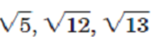 √5, √12, √13